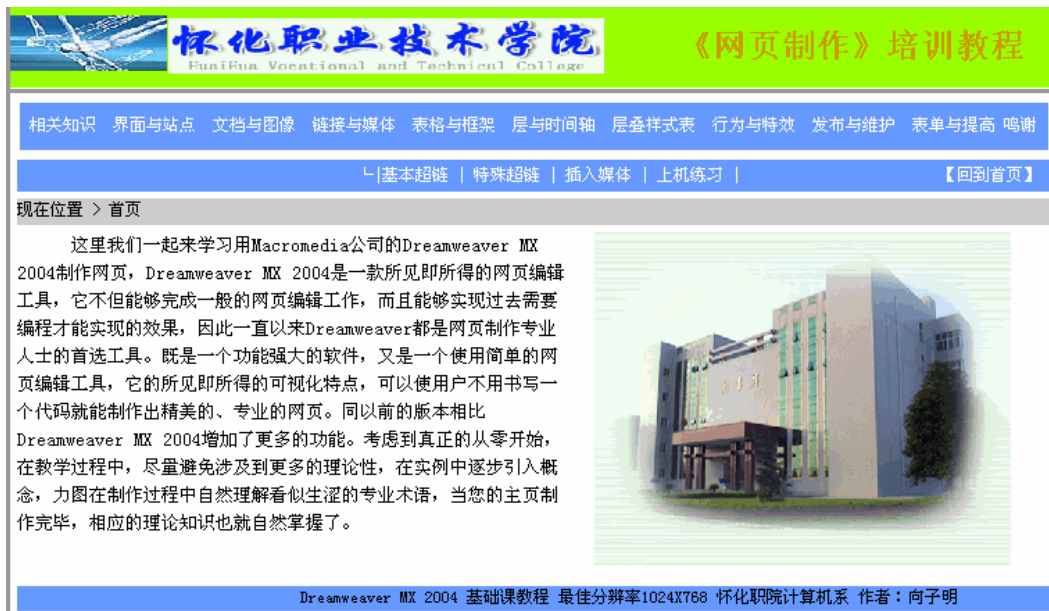 怀化职业技术学院
HuaiHua Vocational and Technical College
《网页制作》培训教程
相关知识 界面与站点 文档与图像 链接与媒体 表格与框架 层与时间轴 层叠样式表 行为与特效 发布与维护 表单与提高 鸣谢
└|基本超链 | 特殊超链 | 插入媒体 | 上机练习 |
【回到首页】
现在位置 > 首页
这里我们一起来学习用Macromedia公司的Dreamweaver MX
2004制作网页，Dreamweaver MX 2004是一款所见即所得的网页编辑
工具，它不但能够完成一般的网页编辑工作，而且能够实现过去需要
编程才能实现的效果，因此一直以来Dreamweaver都是网页制作专业
人士的首选工具。既是一个功能强大的软件，又是一个使用简单的网
页编辑工具，它的所见即所得的可视化特点，可以使用户不用书写一
个代码就能制作出精美的、专业的网页。同以前的版本相比
Dreamweaver MX 2004增加了更多的功能。考虑到真正的从零开始，
在教学过程中，尽量避免涉及到更多的理论性，在实例中逐步引入概
念，力图在制作过程中自然理解看似生涩的专业术语，当您的主页制
作完毕，相应的理论知识也就自然掌握了。
Dreamweaver MX 2004 基础课教程 最佳分辨率1024X768 怀化职院计算机系 作者：向子明